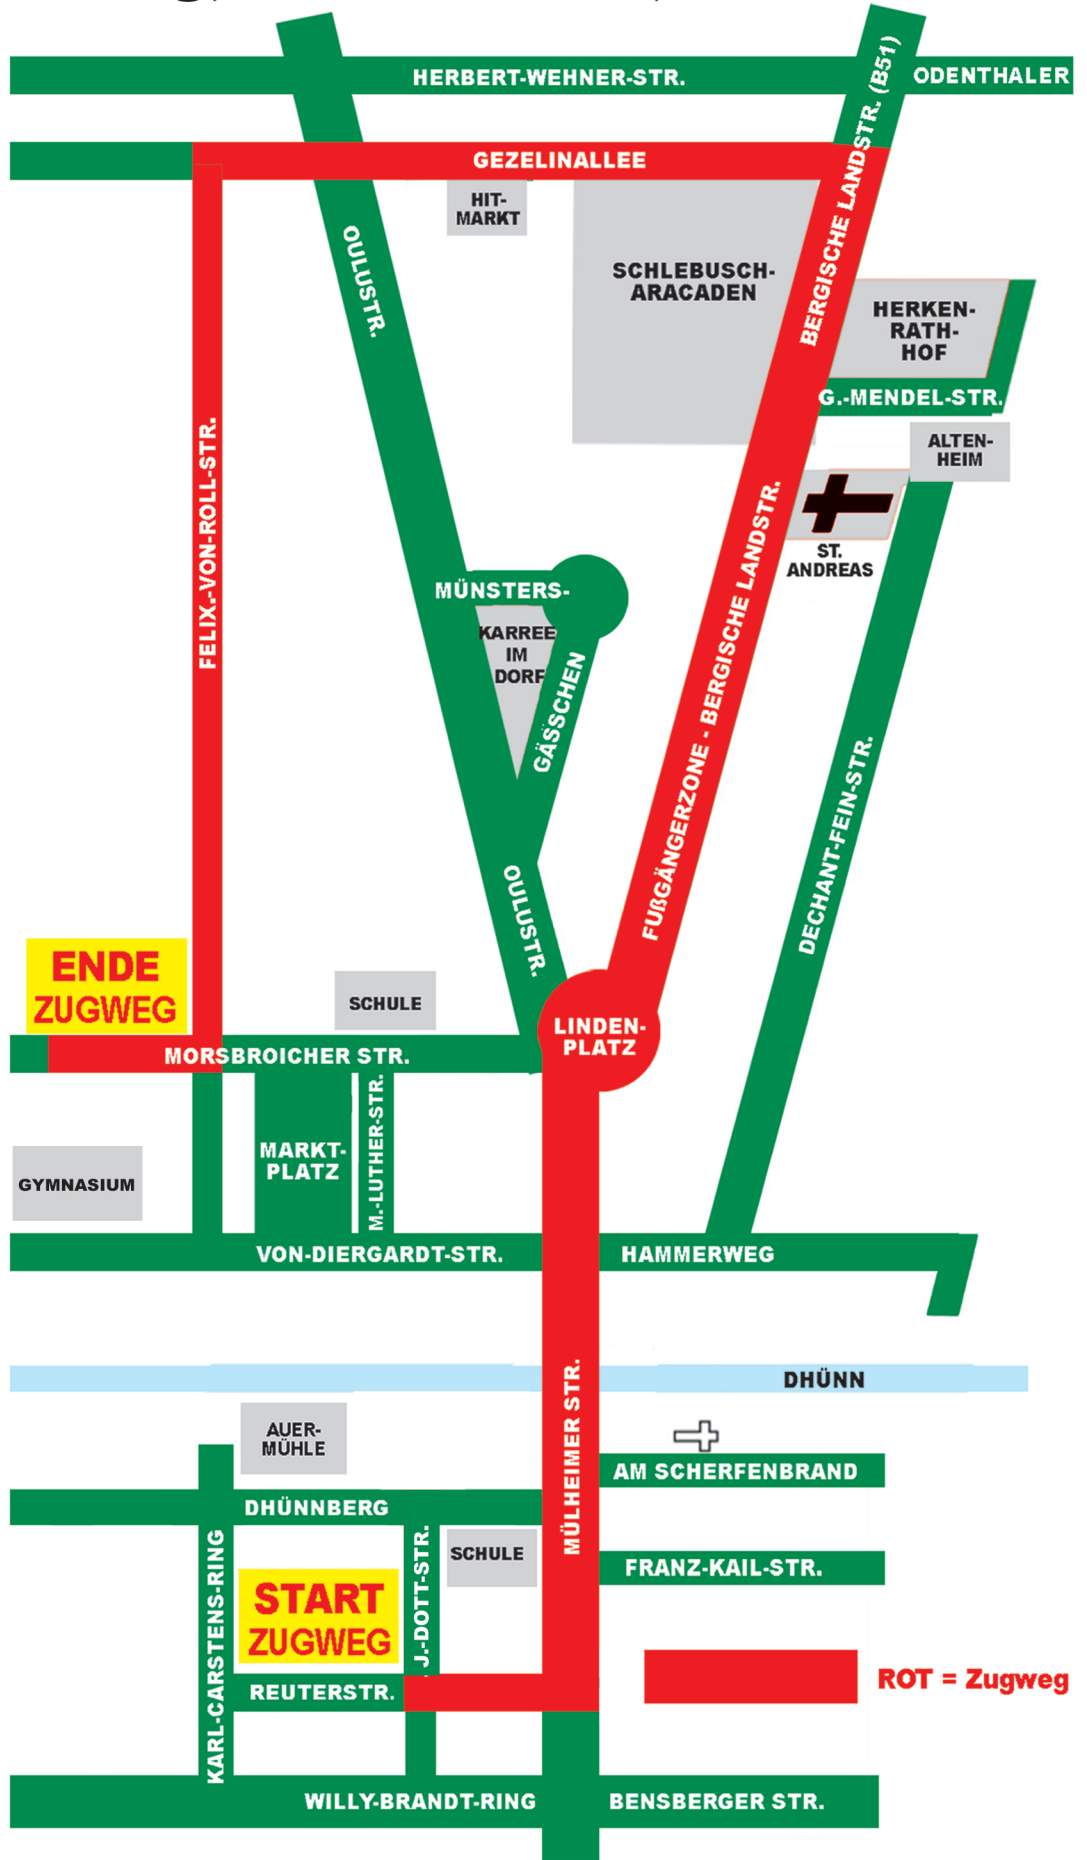 HERBERT-WEHNER-STR.
ODENTHALER
BERGISCHE LANDSTR. (B51)
GEZELINALLEE
HIT-
MARKT
OULUSTR.
SCHLEBUSCH-
ARACADEN
HERKEN-
RATH-
HOF
G.-MENDEL-STR.
ALTEN-
HEIM
FELIX.-VON-ROLL-STR.
ST.
ANDREAS
MÜNSTERS-
KARREE
IM
DORF
GÄSSCHEN
FUßGÄNGERZONE - BERGISCHE LANDSTR.
DECHANT-FEIN-STR.
OULUSTR.
ENDE
ZUGWEG
SCHULE
LINDEN-
PLATZ
MORSBROICHER STR.
MARKT-
PLATZ
M.-LUTHER-STR.
GYMNASIUM
VON-DIERGARDT-STR.
HAMMERWEG
DHÜNN
MÜLHEIMER STR.
AUER-
MÜHLE
AM SCHERFENBRAND
DHÜNNBERG
KARL-CARSTENS-RING
J.-DOTT-STR.
SCHULE
FRANZ-KAIL-STR.
START
ZUGWEG
ROT = Zugweg
REUTERSTR.
WILLY-BRANDT-RING
BENSBERGER STR.